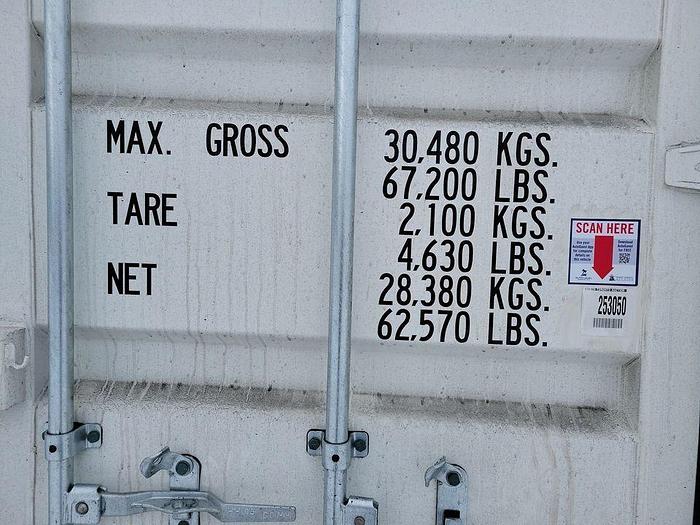 MAX. GROSS 30,480 KGS.
67,200 LBS.
TARE 2,100 KGS.
4,630 LBS.
NET 28,380 KGS.
62,570 LBS.
SCAN HERE
253050